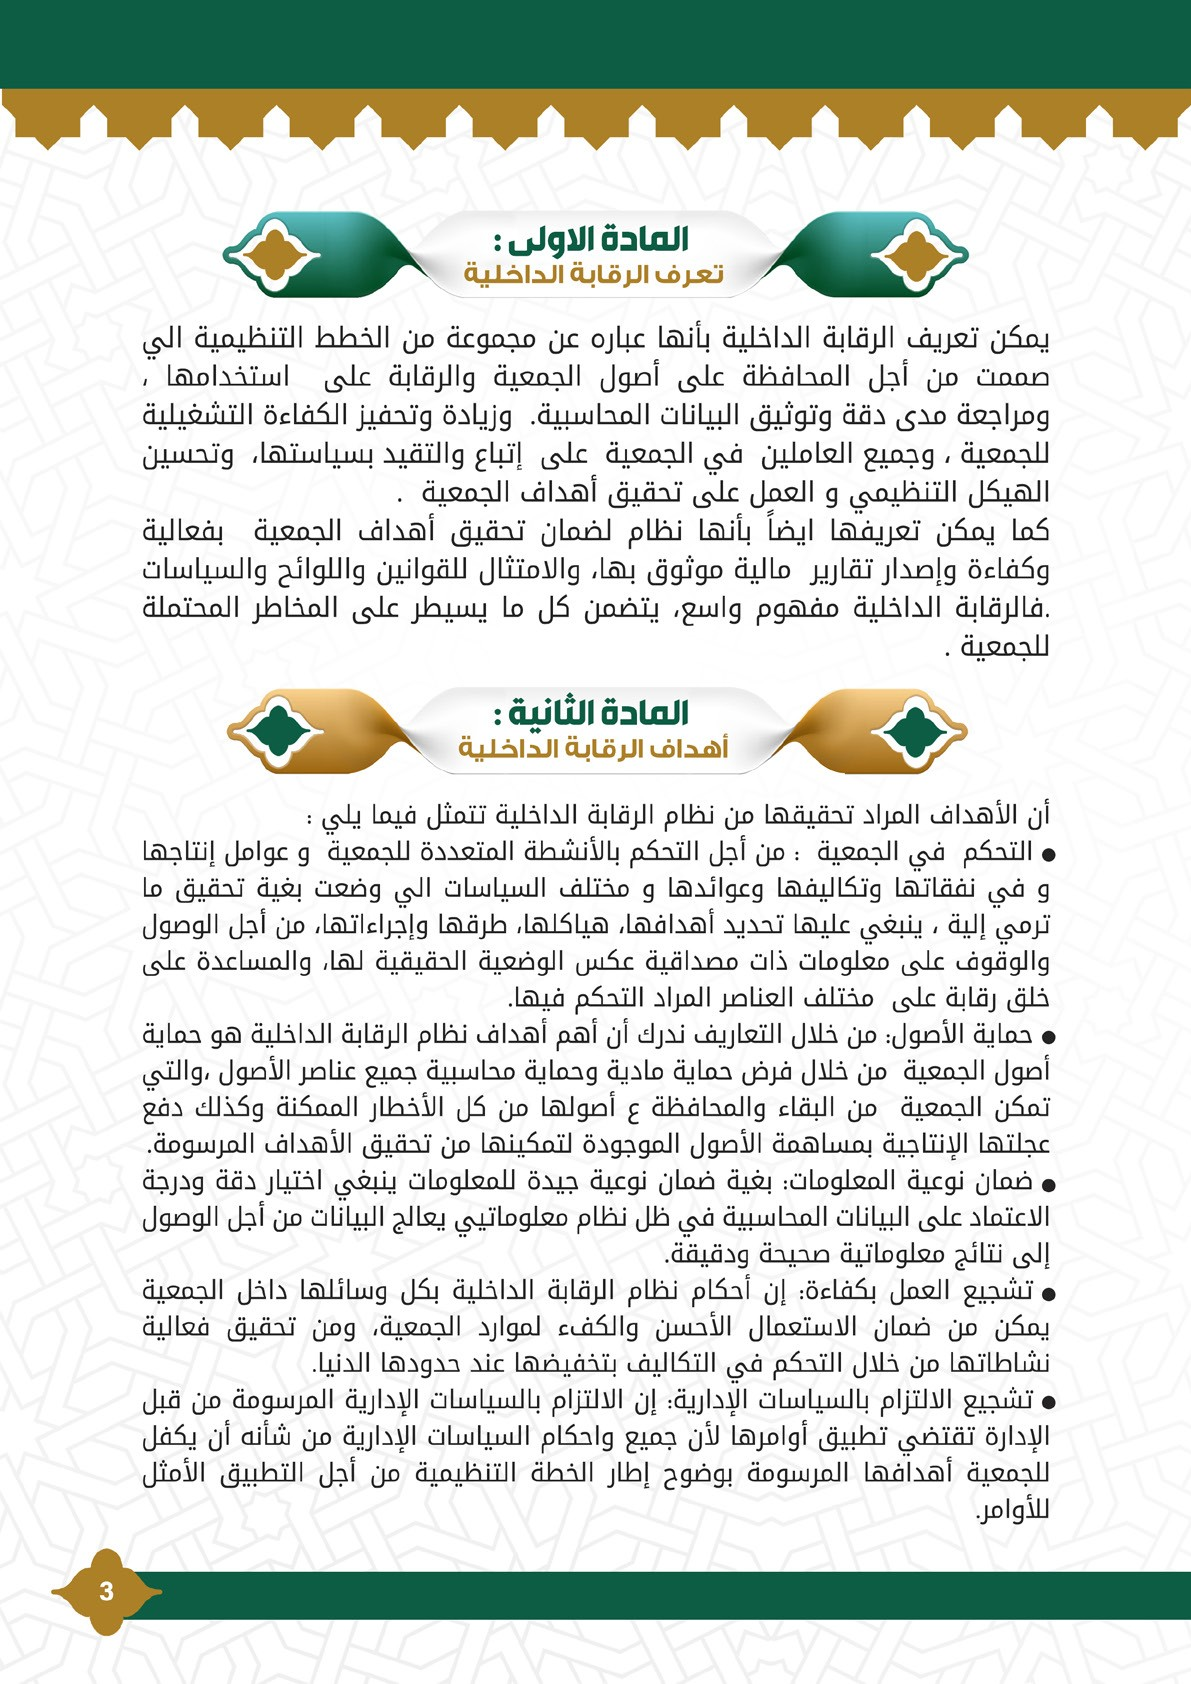 المادة الاولى :
تعرف الرقابة الداخلية
يمكن تعريف الرقابة الداخلية بأنها عباره عن مجموعة من الخطط التنظيمية الي
صممت من أجل المحافظة على أصول الجمعية والرقابة على استخدامها ،
ومراجعة مدى دقة وتوثيق البيانات المحاسبية. وزيادة وتحفيز الكفاءة التشغيلية
للجمعية ، وجميع العاملين في الجمعية على إتباع والتقيد بسياستها، وتحسين
الهيكل التنظيمي و العمل على تحقيق أهداف الجمعية .
كما يمكن تعريفها ايضاً بأنها نظام لضمان تحقيق أهداف الجمعية بفعالية
وكفاءة وإصدار تقارير مالية موثوق بها، والامتثال للقوانين واللوائح والسياسات
.فالرقابة الداخلية مفهوم واسع، يتضمن كل ما يسيطر على المخاطر المحتملة
للجمعية .
المادة الثانية :
أهداف الرقابة الداخلية
أن الأهداف المراد تحقيقها من نظام الرقابة الداخلية تتمثل فيما يلي :
● التحكم في الجمعية : من أجل التحكم بالأنشطة المتعددة للجمعية و عوامل إنتاجها
و في نفقاتها وتكاليفها وعوائدها و مختلف السياسات الي وضعت بغية تحقيق ما
ترمي إلية ، ينبغي عليها تحديد أهدافها، هياكلها، طرقها وإجراءاتها، من أجل الوصول
والوقوف على معلومات ذات مصداقية عكس الوضعية الحقيقية لها، والمساعدة على
خلق رقابة على مختلف العناصر المراد التحكم فيها.
● حماية الأصول: من خلال التعاريف ندرك أن أهم أهداف نظام الرقابة الداخلية هو حماية
أصول الجمعية من خلال فرض حماية مادية وحماية محاسبية جميع عناصر الأصول ،والتي
تمكن الجمعية من البقاء والمحافظة ع أصولها من كل الأخطار الممكنة وكذلك دفع
عجلتها الإنتاجية بمساهمة الأصول الموجودة لتمكينها من تحقيق الأهداف المرسومة.
● ضمان نوعية المعلومات: بغية ضمان نوعية جيدة للمعلومات ينبغي اختيار دقة ودرجة
الاعتماد على البيانات المحاسبية في ظل نظام معلوماتيي يعالج البيانات من أجل الوصول
إلى نتائج معلوماتية صحيحة ودقيقة.
● تشجيع العمل بكفاءة: إن أحكام نظام الرقابة الداخلية بكل وسائلها داخل الجمعية
يمكن من ضمان الاستعمال الأحسن والكفء لموارد الجمعية، ومن تحقيق فعالية
نشاطاتها من خلال التحكم في التكاليف بتخفيضها عند حدودها الدنيا.
● تشجيع الالتزام بالسياسات الإدارية: إن الالتزام بالسياسات الإدارية المرسومة من قبل
الإدارة تقتضي تطبيق أوامرها لأن جميع واحكام السياسات الإدارية من شأنه أن يكفل
للجمعية أهدافها المرسومة بوضوح إطار الخطة التنظيمية من أجل التطبيق الأمثل
للأوامر.
3